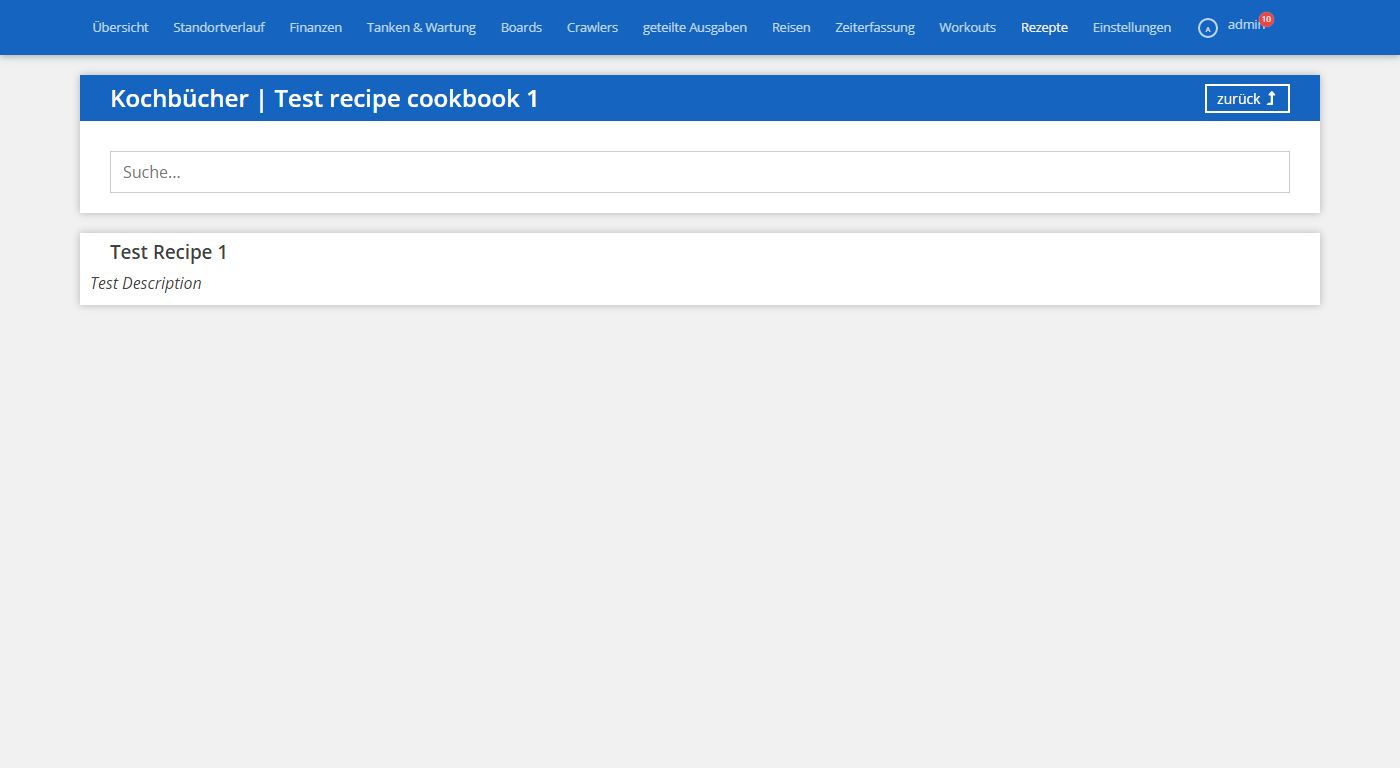 Übersicht Standortverlauf Finanzen Tanken & Wartung Boards Crawlers geteilte Ausgaben Reisen Zeiterfassung Workouts Rezepte Einstellungen A admin 10
Kochbücher | Test recipe cookbook 1 zurück
Suche...
Test Recipe 1
Test Description